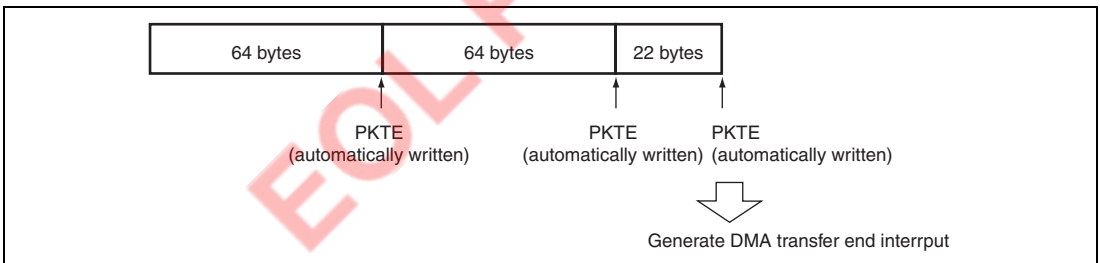 64 bytes 64 bytes 22 bytes
PKTE PKTE PKTE
(automatically written) (automatically written) (automatically written)
Generate DMA transfer end interrput
EOL P